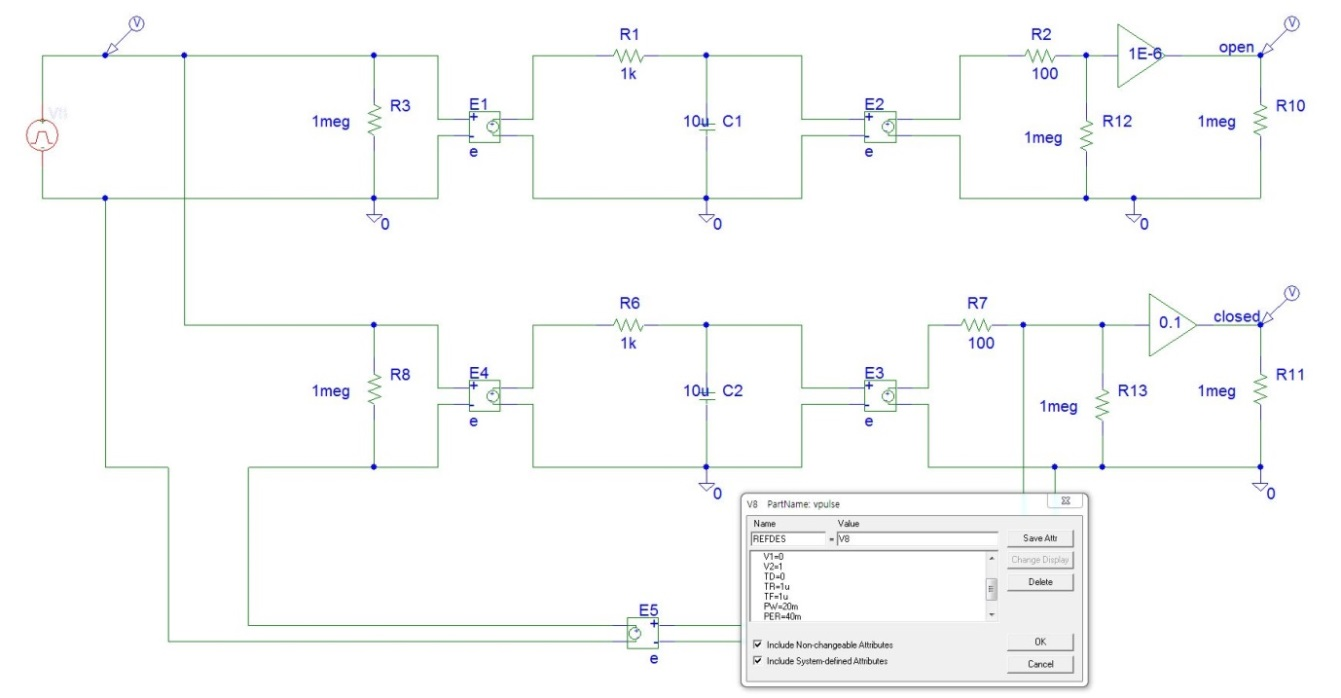 V
V
R1
R2
1k
100
1E-6
open
R3
1meg
E1
e
10u
C1
E2
e
R12
1meg
R10
1meg
V8
0
0
0
V
R6
R7
1k
100
0.1
closed
R8
1meg
E4
e
10u
C2
E3
e
R13
1meg
R11
1meg
0
0
V8 PartName: vpulse
Name Value
REFDES = V8
Save Attr
V1=0
V2=1
TD=0
TR=1u
TF=1u
PW=20m
PER=40m
Change Display
Delete
Include Non-changeable Attributes
Include System-defined Attributes
OK
Cancel
E5
e